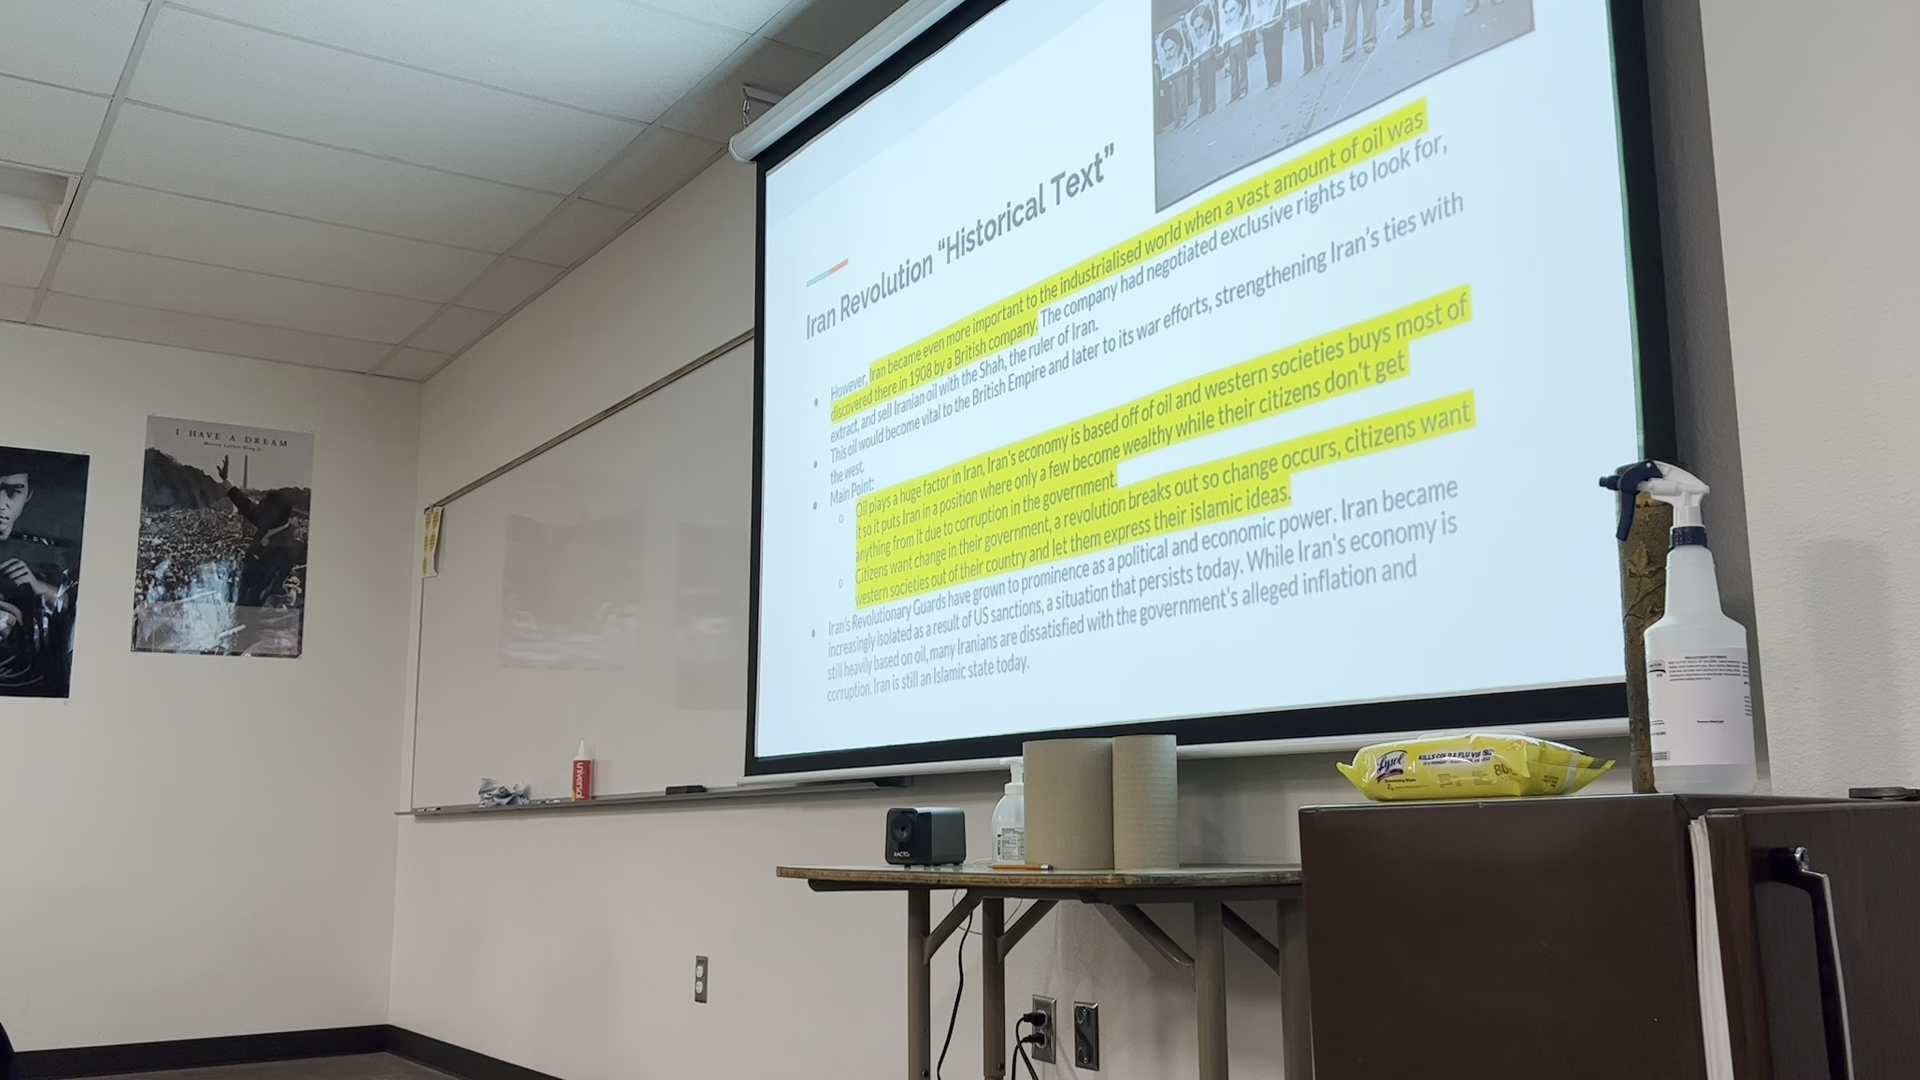 I HAVE A DREAM
Martin Luther King Jr
Iran Revolution “Historical Text”
However, Iran became even more important to the industrialised world when a vast amount of oil was
discovered there in 1908 by a British company. The company had negotiated exclusive rights to look for,
extract, and sell Iranian oil with the Shah, the ruler of Iran.
This oil would become vital to the British Empire and later to its war efforts, strengthening Iran's ties with
the west.
Main Point:
Oil plays a huge factor in Iran, Iran's economy is based off of oil and western societies buys most of
it so it puts Iran in a position where only a few become wealthy while their citizens don't get
anything from it due to corruption in the government.
Citizens want change in their government, a revolution breaks out so change occurs, citizens want
western societies out of their country and let them express their islamic ideas.
Iran's Revolutionary Guards have grown to prominence as a political and economic power. Iran became
increasingly isolated as a result of US sanctions, a situation that persists today. While Iran's economy is
still heavily based on oil, many Iranians are dissatisfied with the government's alleged inflation and
corruption. Iran is still an Islamic state today.
universal
XACTO
Lysol
KILLS COLD & FLU
80